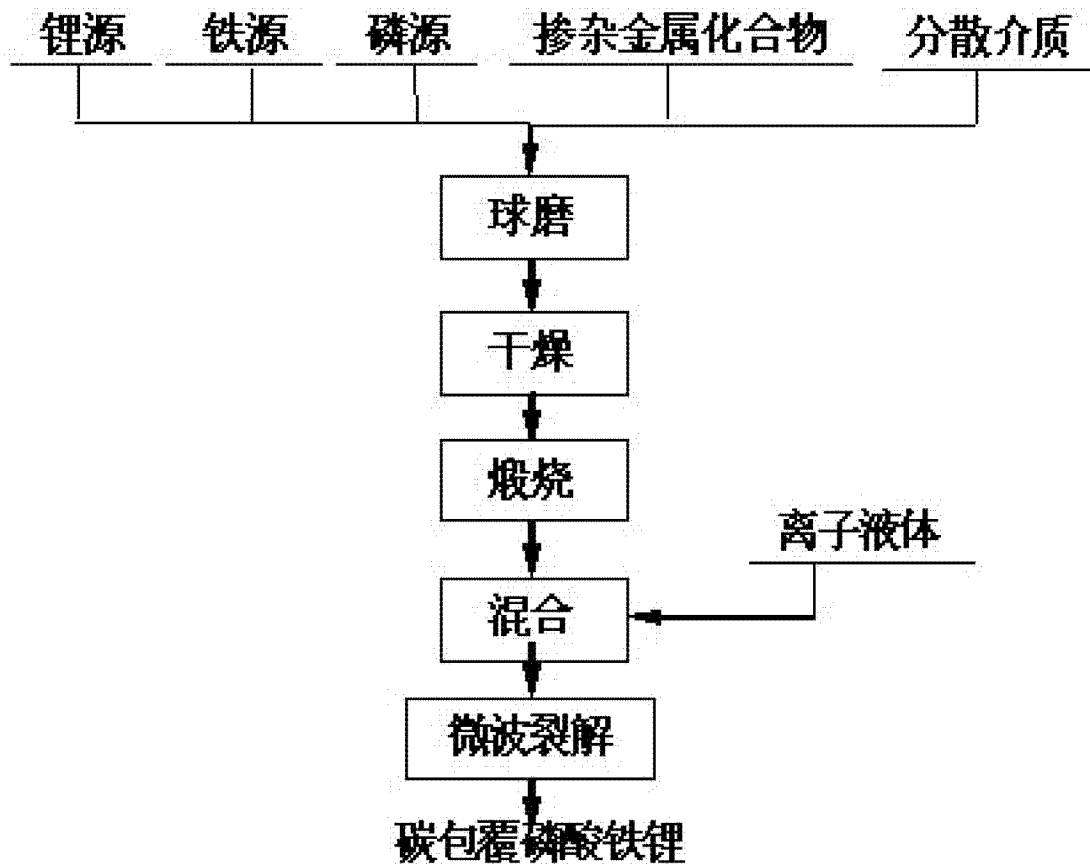 锂源 铁源 磷源 掺杂金属化合物 分散介质
球磨
干燥
煅烧
离子液体
混合
微波裂解
碳包覆磷酸铁锂